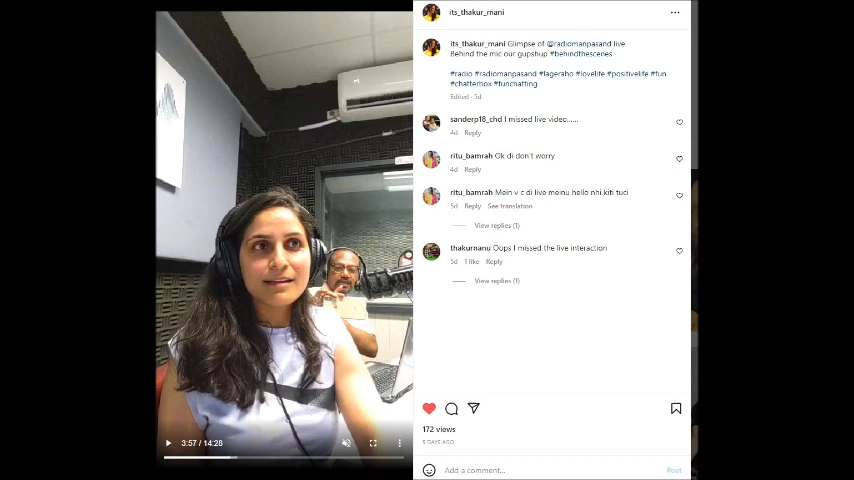 its_thakur_mani
its_thakur_mani Glimpse of @radiomanpasand live
Behind the mic our gupshup #behindthescenes
#radio #radiomanpasand #lageraho #lovelife #positivelife #fun
#chatterbox #funchatting
Edited · 5d
sanderp18_chd I missed live video......
4d Reply
ritu_bamrah Ok di don't worry
4d Reply
ritu_bamrah Mein v c di live meinu hello nhi kiti tuci
5d Reply See translation
View replies (1)
thakurnanu Oops I missed the live interaction
5d 1 like Reply
View replies (1)
3:57 / 14:28
172 views
5 DAYS AGO
Add a comment...
Post